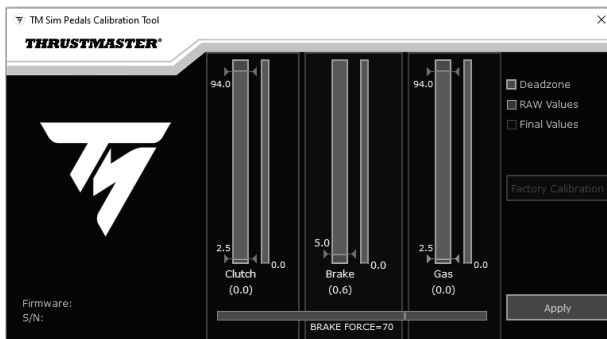 TM Sim Pedals Calibration Tool
THRUSTMASTER®
94.0
94.0
Deadzone
RAW Values
Final Values
Factory Calibration
2.5
5.0
2.5
0.0
0.0
0.0
Clutch
Brake
Gas
(0.0)
(0.6)
(0.0)
Firmware:
S/N:
Apply
BRAKE FORCE=70